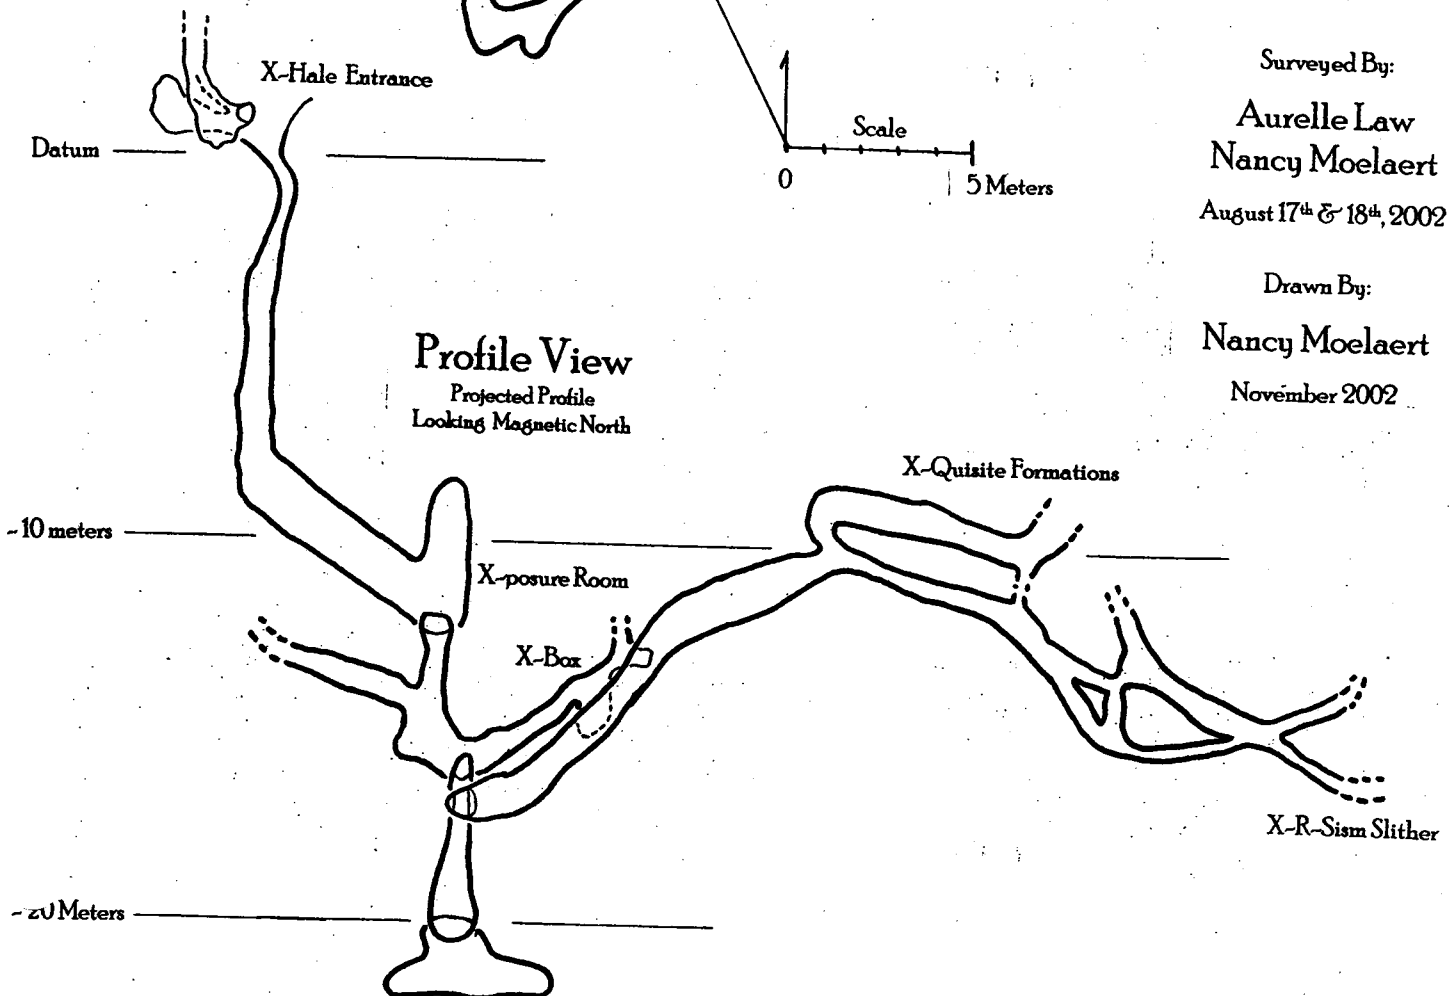 X-Hale Entrance
Datum
Scale
0
5 Meters
Surveyed By:
Aurelle Law
Nancy Moelaert
August 17th & 18th, 2002
Drawn By:
Nancy Moelaert
November 2002
Profile View
Projected Profile
Looking Magnetic North
X-Quisite Formations
-10 meters
X-posure Room
X-Box
X-R-Sism Slither
-20 Meters